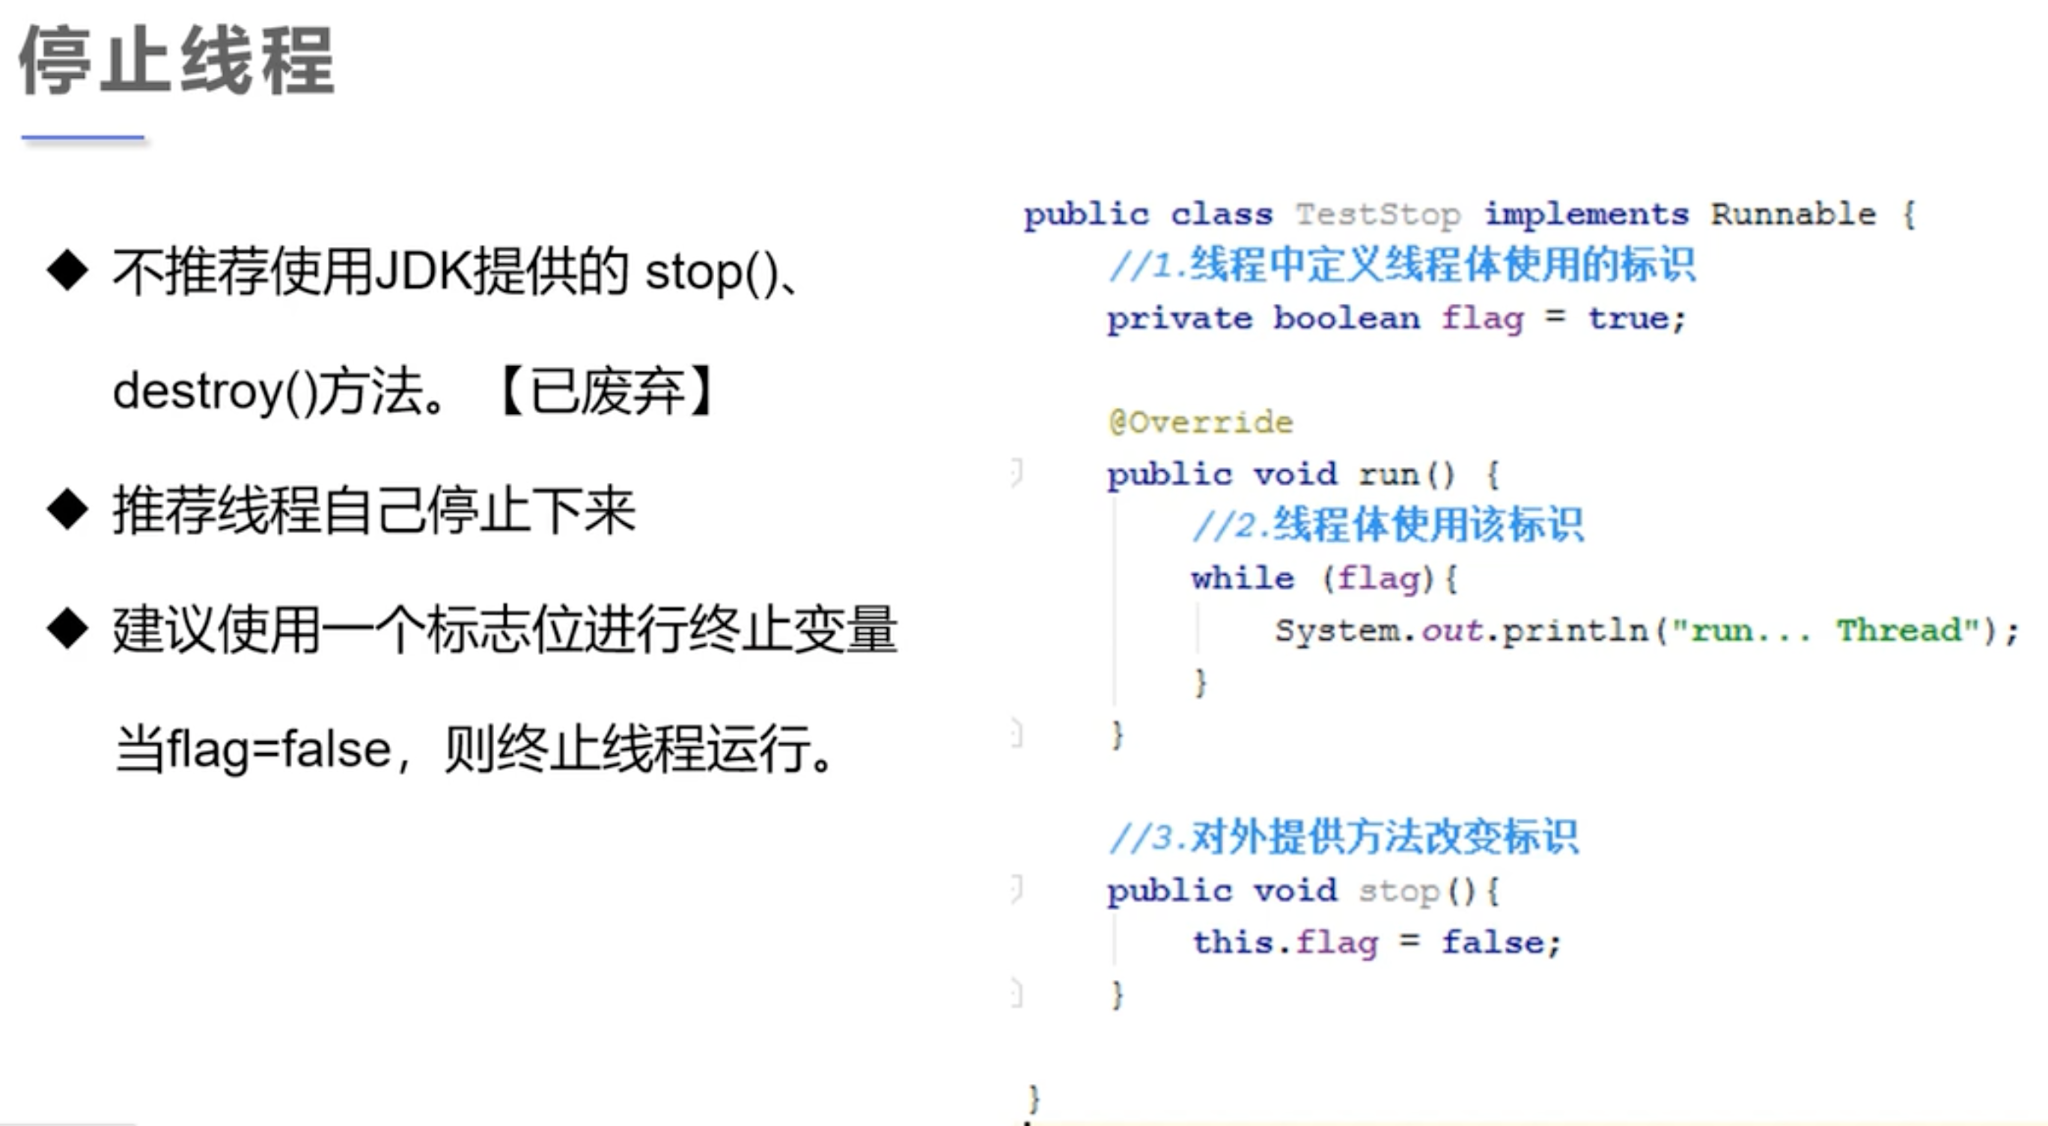 停止线程
◆ 不推荐使用JDK提供的 stop()、
destroy()方法。【已废弃】
◆ 推荐线程自己停止下来
◆ 建议使用一个标志位进行终止变量
当flag=false，则终止线程运行。
public class TestStop implements Runnable {
//1.线程中定义线程体使用的标识
private boolean flag = true;
@Override
public void run() {
//2.线程体使用该标识
while (flag){
System.out.println("run... Thread");
}
}
//3.对外提供方法改变标识
public void stop(){
this.flag = false;
}
}